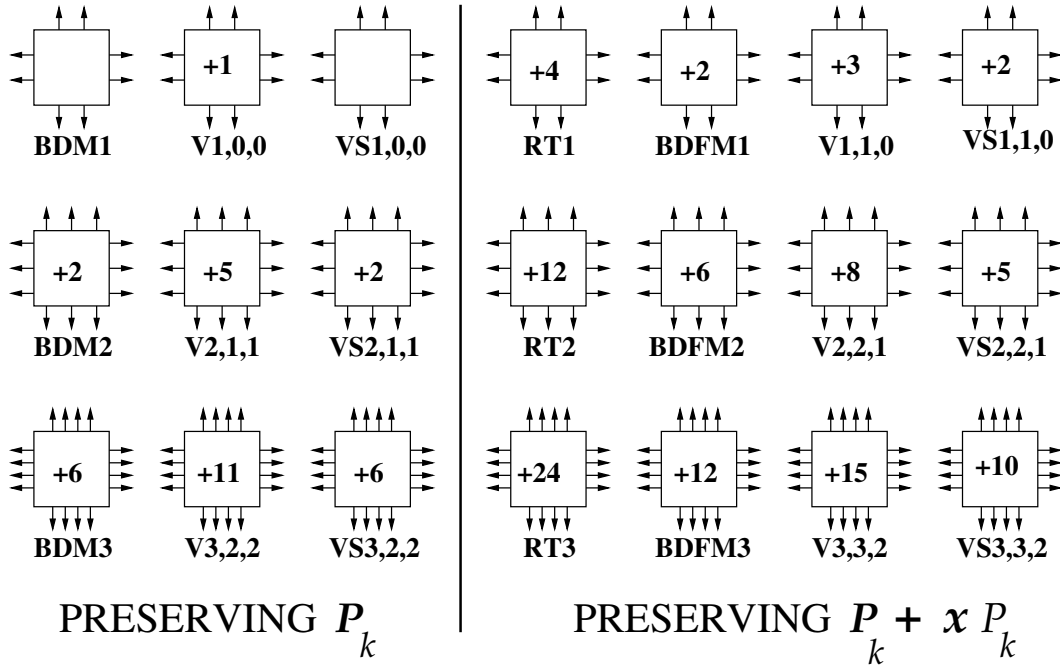 +1 +4 +2 +3 +2
BDM1 V1,0,0 VS1,0,0 RT1 BDFM1 V1,1,0 VS1,1,0
+2 +5 +2 +12 +6 +8 +5
BDM2 V2,1,1 VS2,1,1 RT2 BDFM2 V2,2,1 VS2,2,1
+6 +11 +6 +24 +12 +15 +10
BDM3 V3,2,2 VS3,2,2 RT3 BDFM3 V3,3,2 VS3,3,2
PRESERVING P_k PRESERVING P_k + x P_k